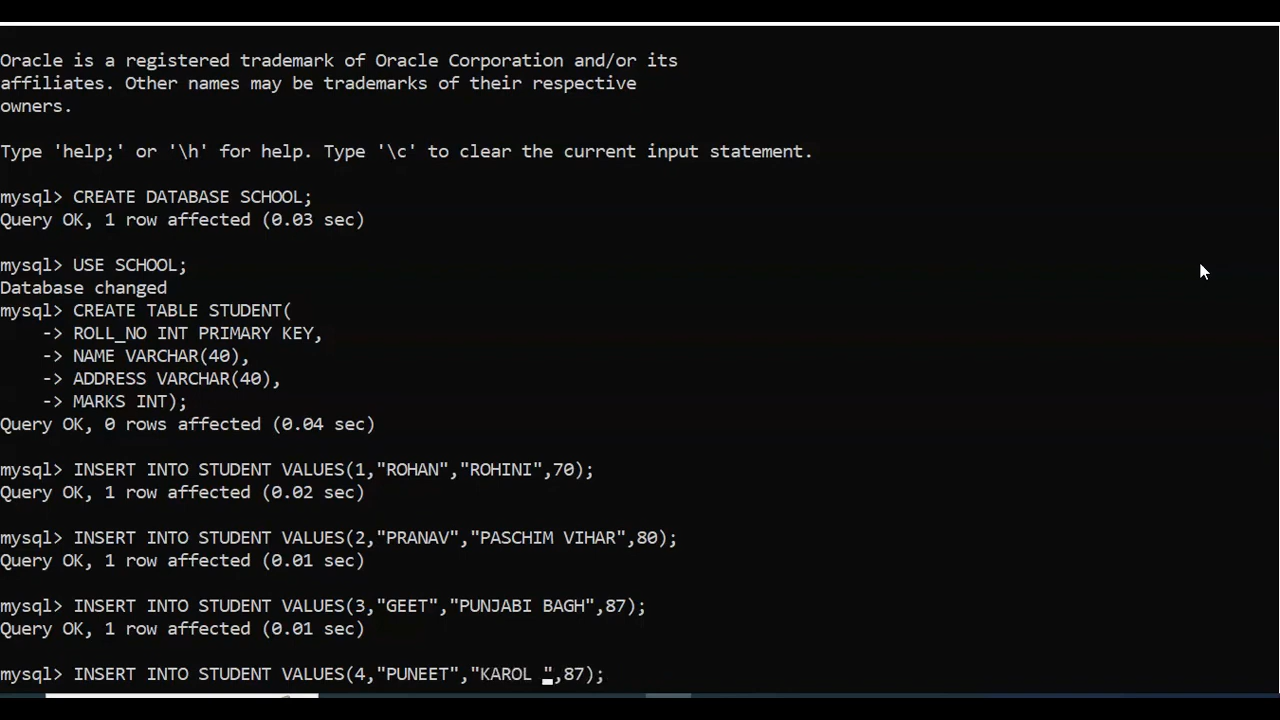 Oracle is a registered trademark of Oracle Corporation and/or its
affiliates. Other names may be trademarks of their respective
owners.
Type 'help;' or '\h' for help. Type '\c' to clear the current input statement.
mysql> CREATE DATABASE SCHOOL;
Query OK, 1 row affected (0.03 sec)
mysql> USE SCHOOL;
Database changed
mysql> CREATE TABLE STUDENT(
    -> ROLL_NO INT PRIMARY KEY,
    -> NAME VARCHAR(40),
    -> ADDRESS VARCHAR(40),
    -> MARKS INT);
Query OK, 0 rows affected (0.04 sec)
mysql> INSERT INTO STUDENT VALUES(1,"ROHAN","ROHINI",70);
Query OK, 1 row affected (0.02 sec)
mysql> INSERT INTO STUDENT VALUES(2,"PRANAV","PASCHIM VIHAR",80);
Query OK, 1 row affected (0.01 sec)
mysql> INSERT INTO STUDENT VALUES(3,"GEET","PUNJABI BAGH",87);
Query OK, 1 row affected (0.01 sec)
mysql> INSERT INTO STUDENT VALUES(4,"PUNEET","KAROL ",87);